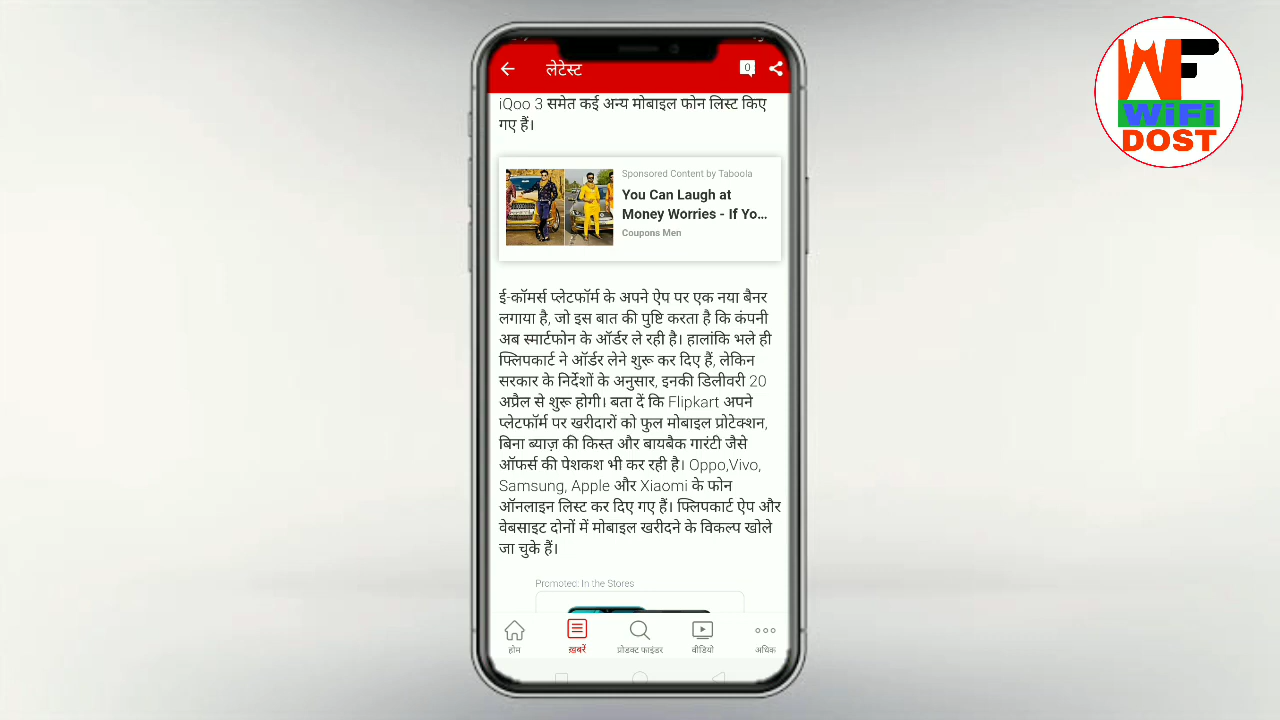 लेटेस्ट
0
iQoo 3 समेत कई अन्य मोबाइल फोन लिस्ट किए
गए हैं।
Sponsored Content by Taboola
You Can Laugh at
Money Worries - If Yo...
Coupons Men
ई-कॉमर्स प्लेटफॉर्म के अपने ऐप पर एक नया बैनर
लगाया है, जो इस बात की पुष्टि करता है कि कंपनी
अब स्मार्टफोन के ऑर्डर ले रही है। हालांकि भले ही
फ्लिपकार्ट ने ऑर्डर लेने शुरू कर दिए हैं, लेकिन
सरकार के निर्देशों के अनुसार, इनकी डिलीवरी 20
अप्रैल से शुरू होगी। बता दें कि Flipkart अपने
प्लेटफॉर्म पर खरीदारों को फुल मोबाइल प्रोटेक्शन,
बिना ब्याज़ की किस्त और बायबैक गारंटी जैसे
ऑफर्स की पेशकश भी कर रही है। Oppo,Vivo,
Samsung, Apple और Xiaomi के फोन
ऑनलाइन लिस्ट कर दिए गए हैं। फ्लिपकार्ट ऐप और
वेबसाइट दोनों में मोबाइल खरीदने के विकल्प खोले
जा चुके हैं।
Promoted: In the Stores
होम
ख़बरें
प्रोडक्ट फाइंडर
वीडियो
अधिक
WF
WiFi
DOST